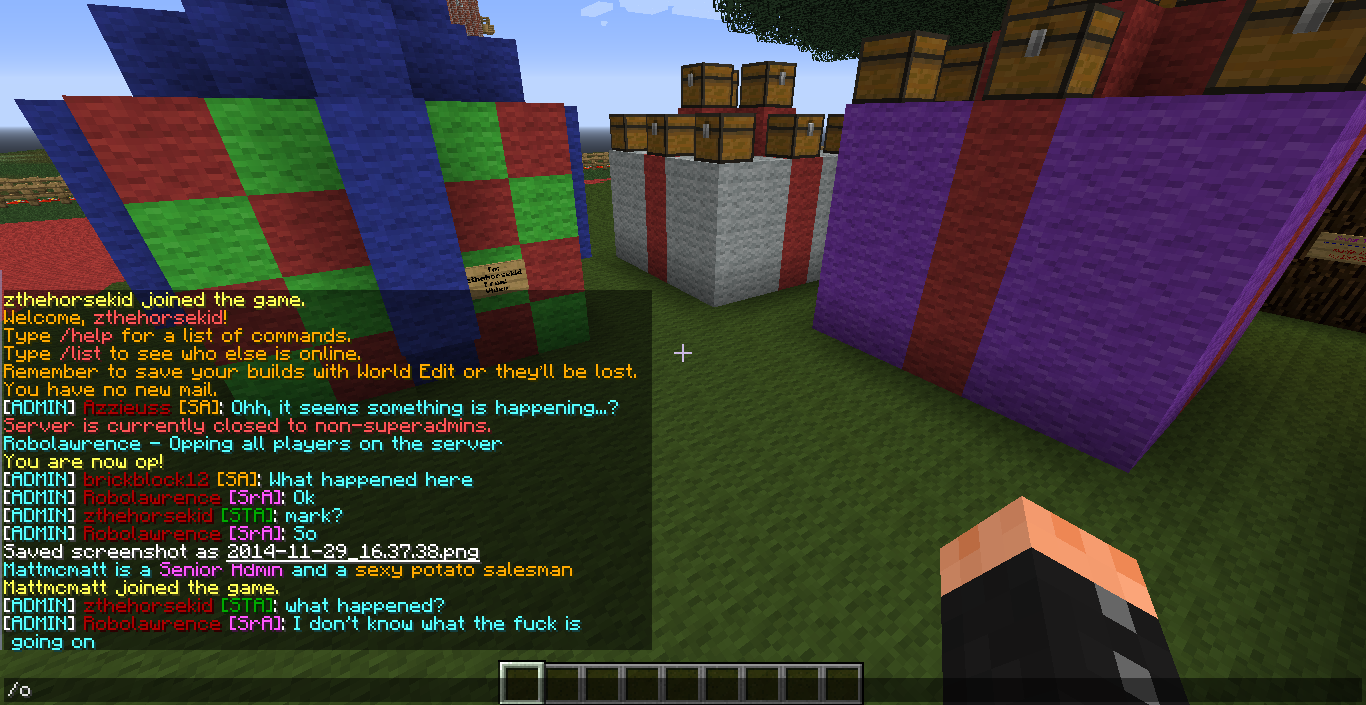 To:
zthehorsekid
From:
zthehorsekid joined the game.
Welcome, zthehorsekid!
Type /help for a list of commands.
Type /list to see who else is online.
Remember to save your builds with World Edit or they'll be lost.
You have no new mail.
[ADMIN] Azzieuss [SA]: Ohh, it seems something is happening...?
Server is currently closed to non-superadmins.
Robolawrence - Opping all players on the server
You are now op!
[ADMIN] brickblock12 [SA]: What happened here
[ADMIN] Robolawrence [SrA]: Ok
[ADMIN] zthehorsekid [STA]: mark?
[ADMIN] Robolawrence [SrA]: So
Saved screenshot as 2014-11-29_16.37.38.png
Mattmcmatt is a Senior Admin and a sexy potato salesman
Mattmcmatt joined the game.
[ADMIN] zthehorsekid [STA]: what happened?
[ADMIN] Robolawrence [SrA]: I don't know what the fuck is
going on
/o